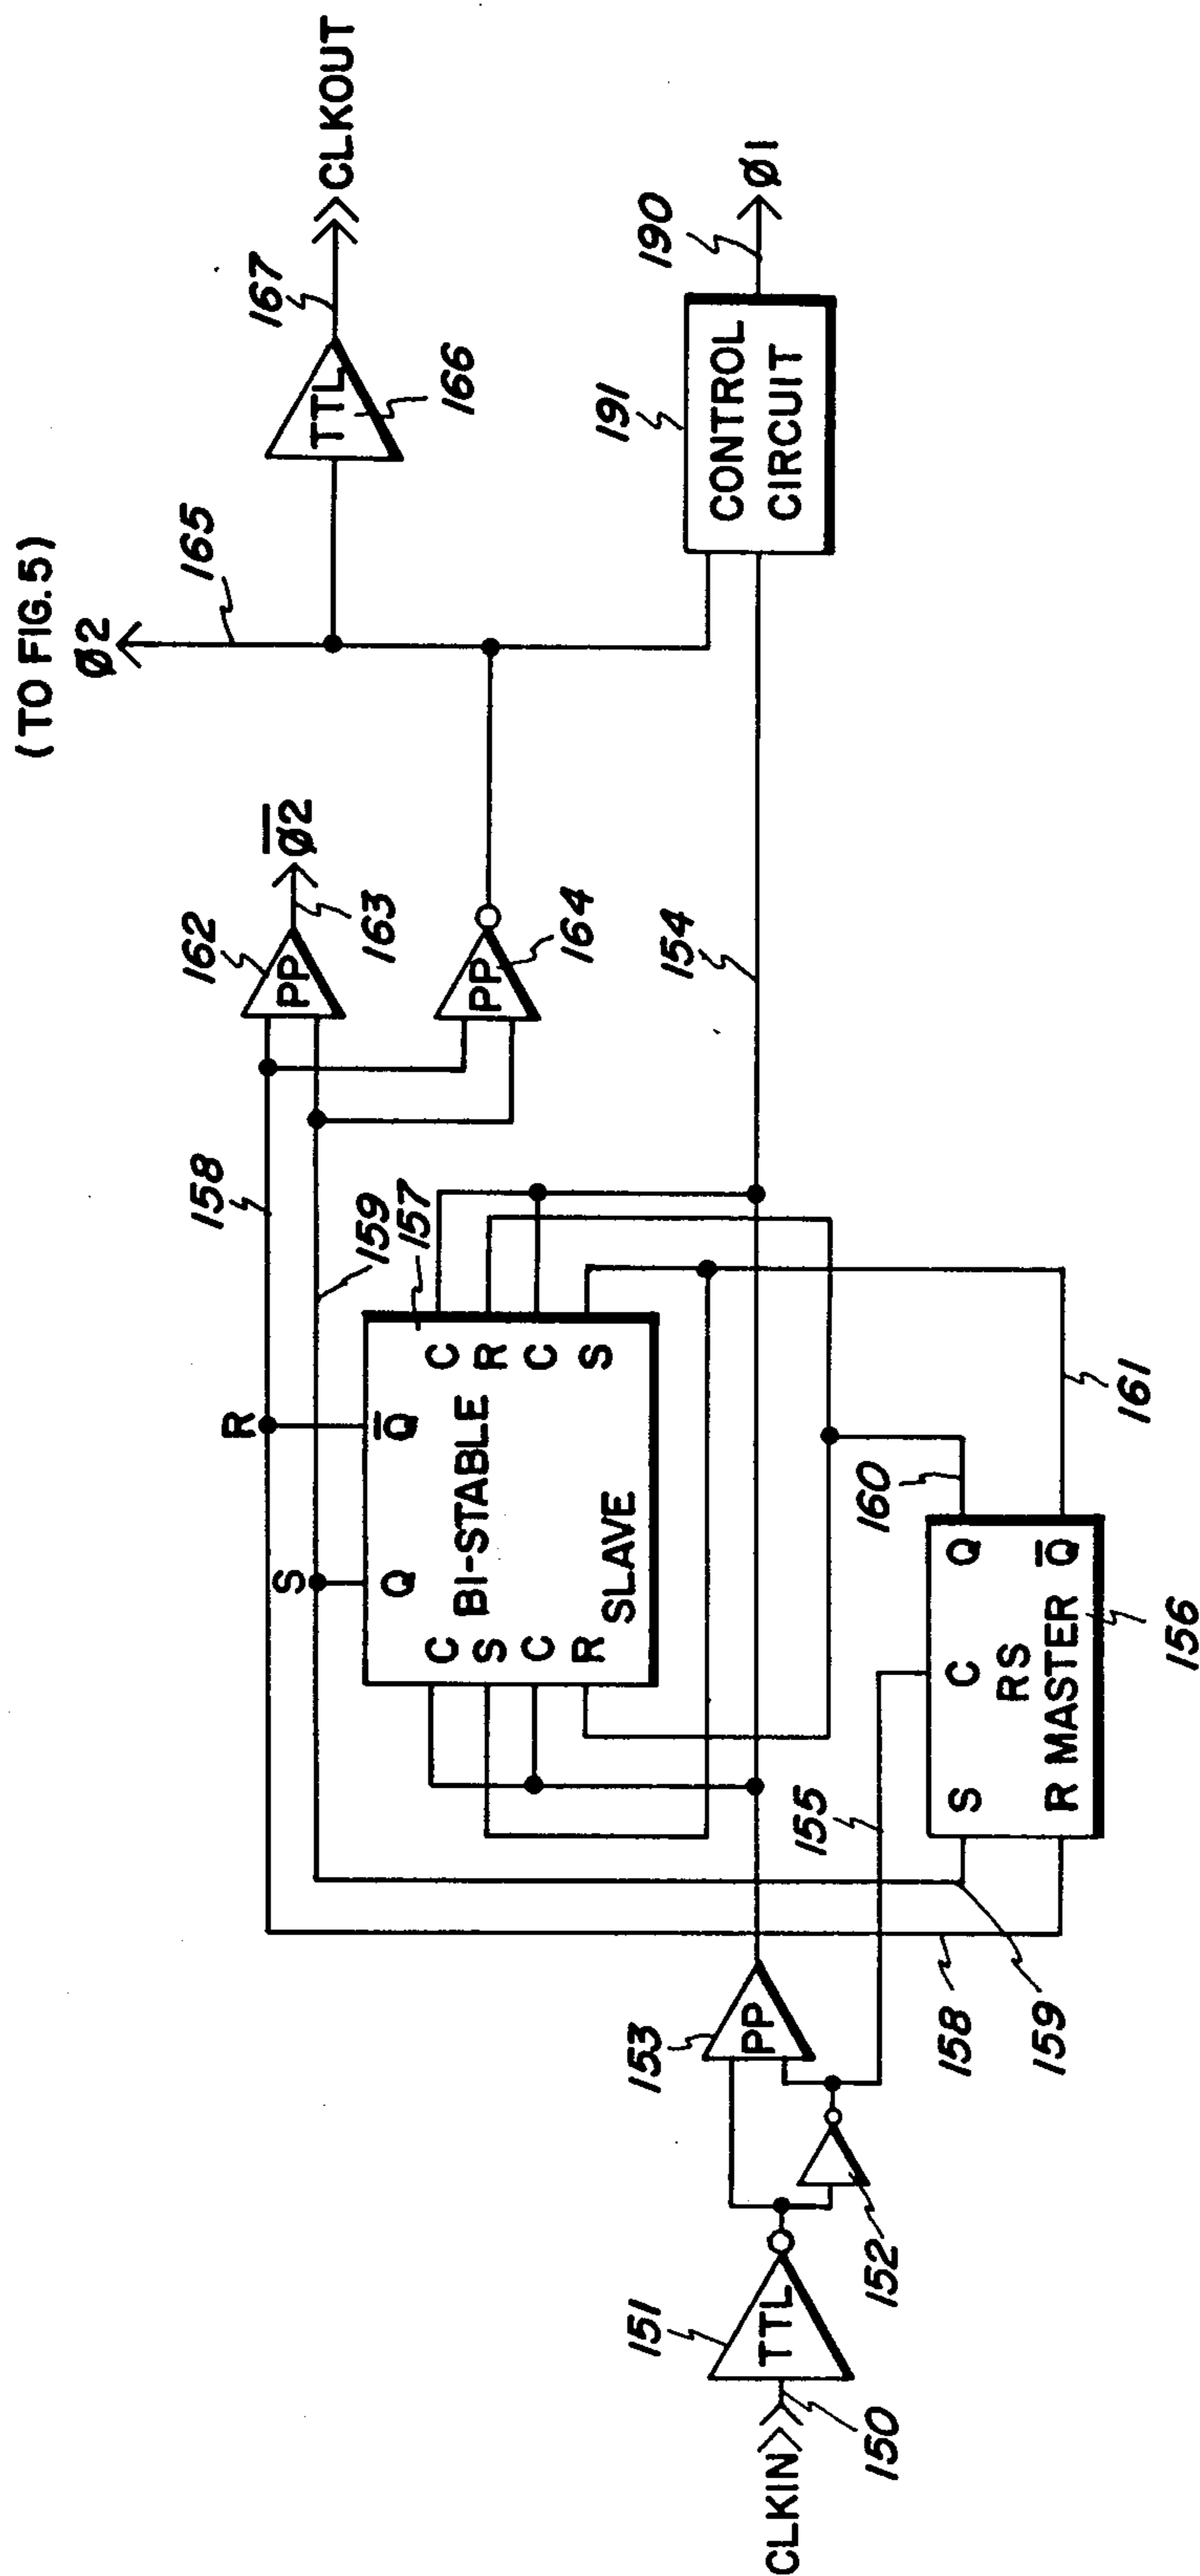 (TO FIG. 5)
Ø2
165
TTL
166
167
CLKOUT
Ø2
162
PP
163
PP
164
191
CONTROL
CIRCUIT
190
Ø1
154
158
159
157
R
S
Q
Q
C
S
C
R
BI-STABLE
SLAVE
C
R
C
S
160
161
155
S
C
Q
RS
R MASTER Q
156
158
159
153
PP
152
151
TTL
150
CLKIN